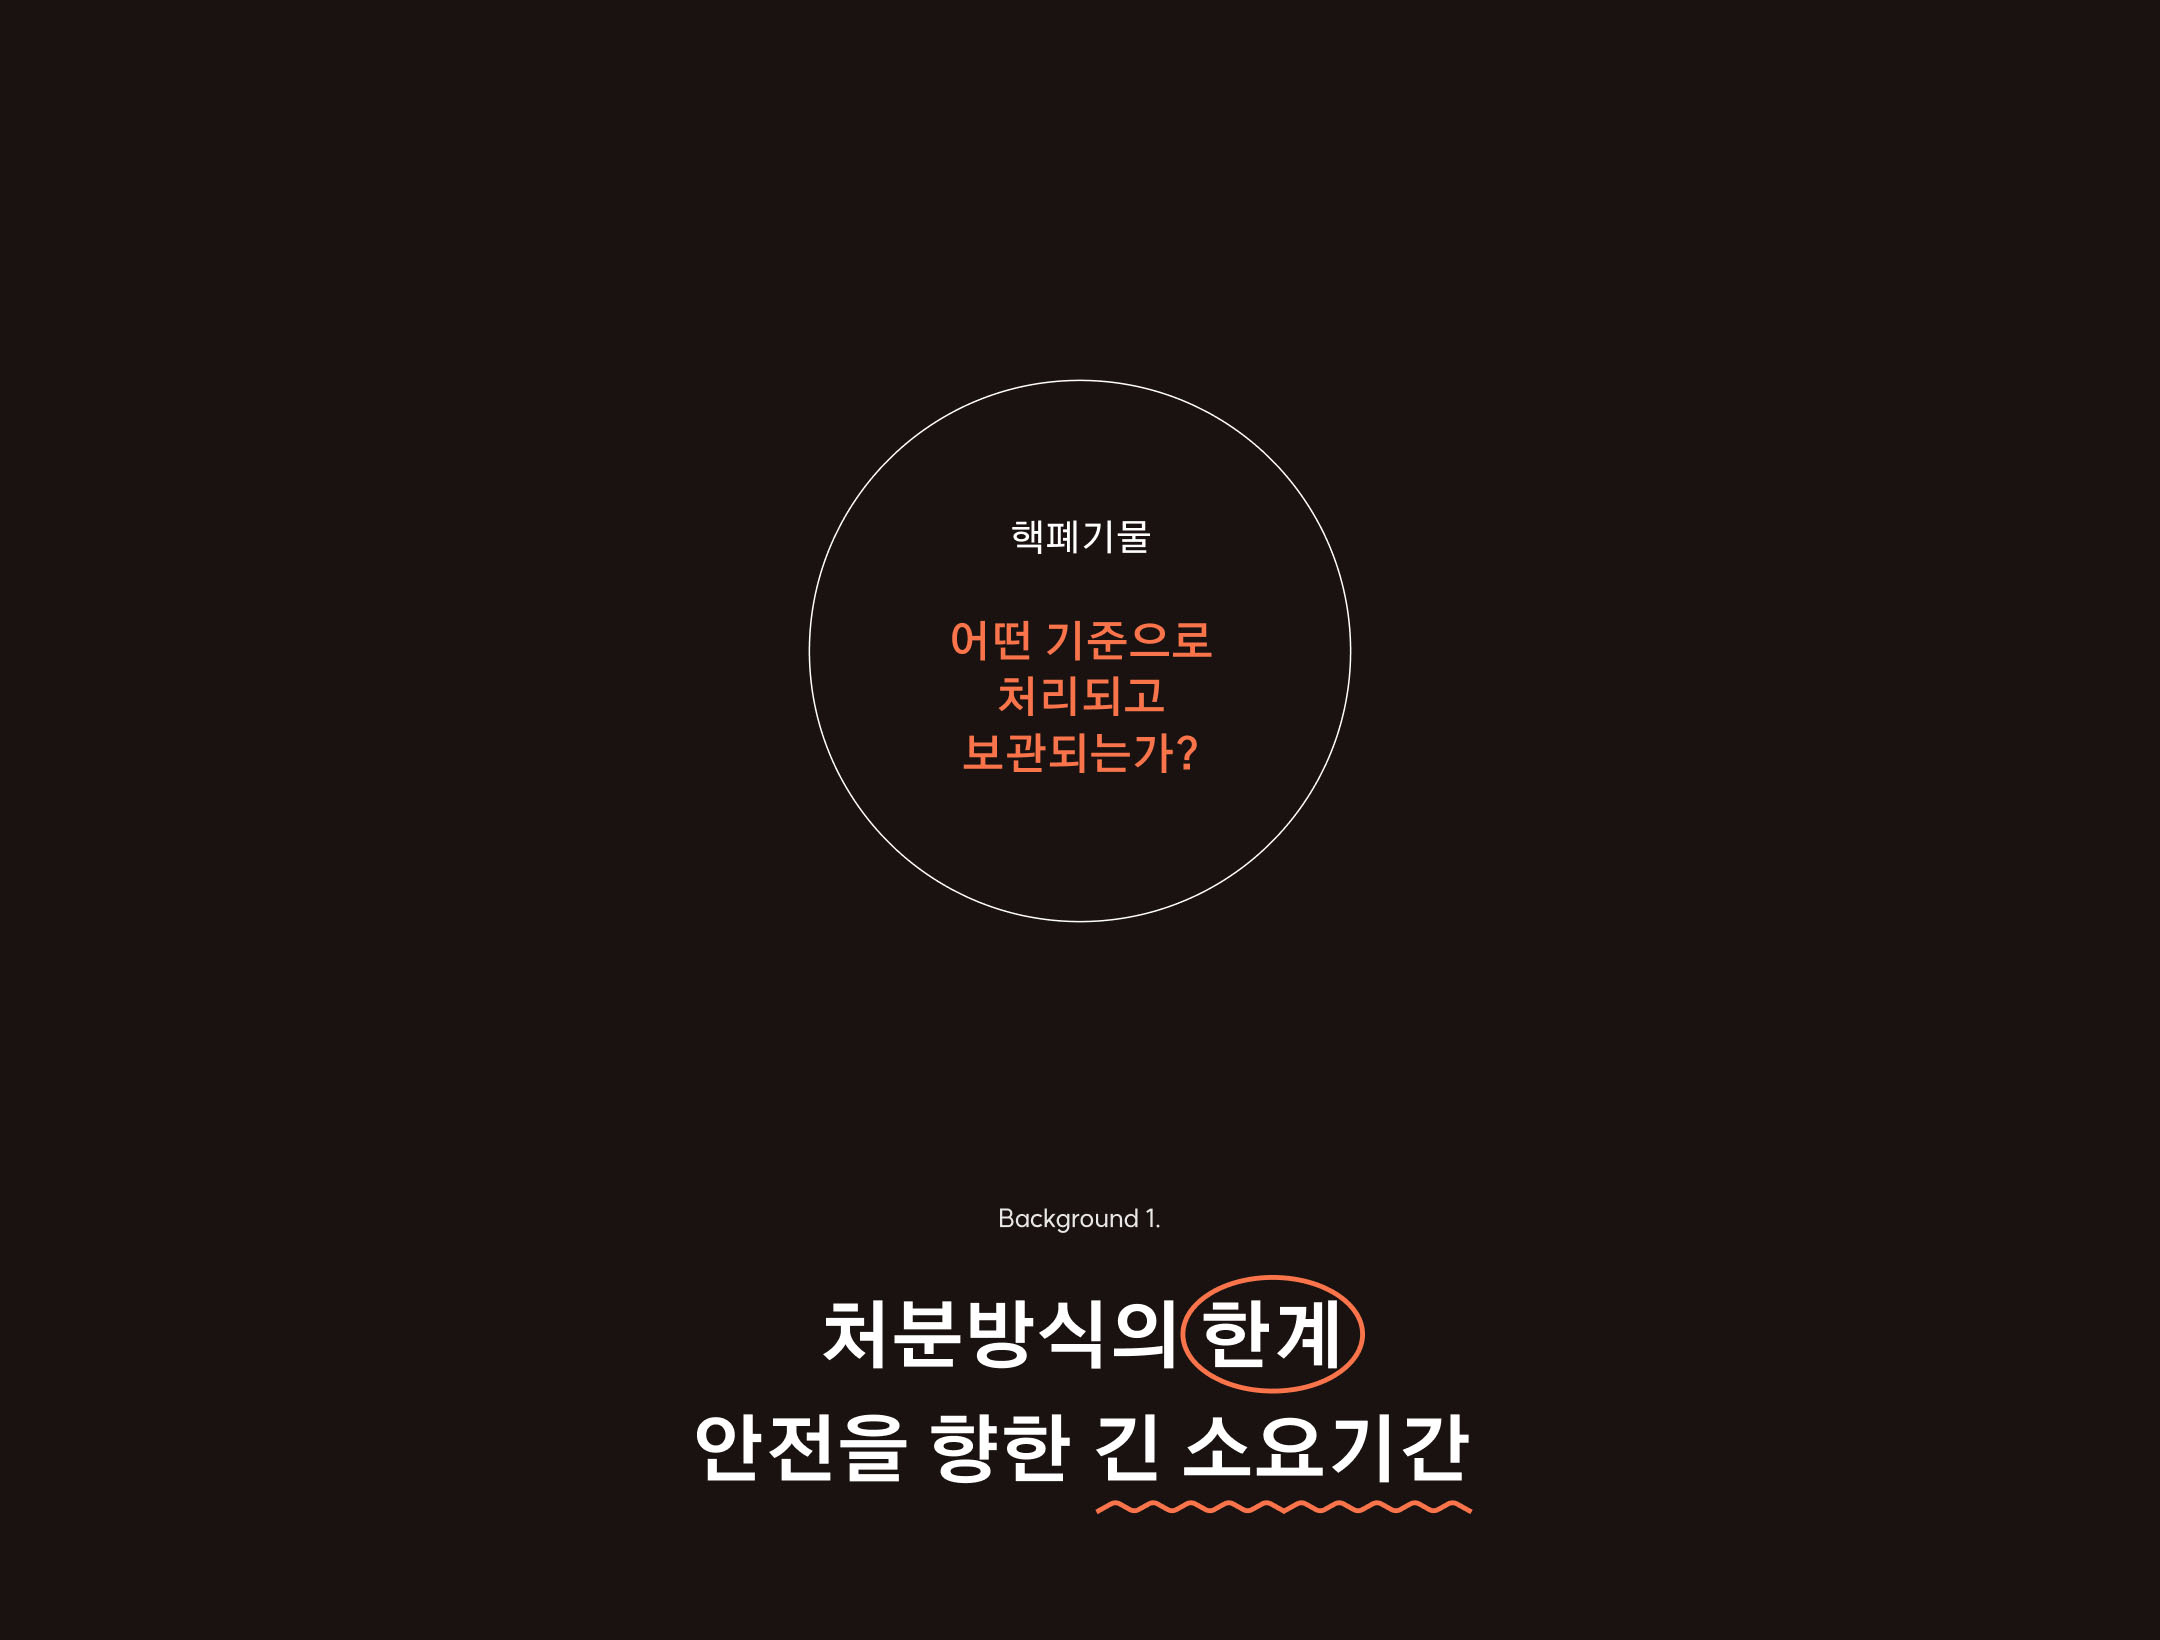 핵폐기물
어떤 기준으로
처리되고
보관되는가?
Background 1.
처분방식의 한계
안전을 향한 긴 소요기간